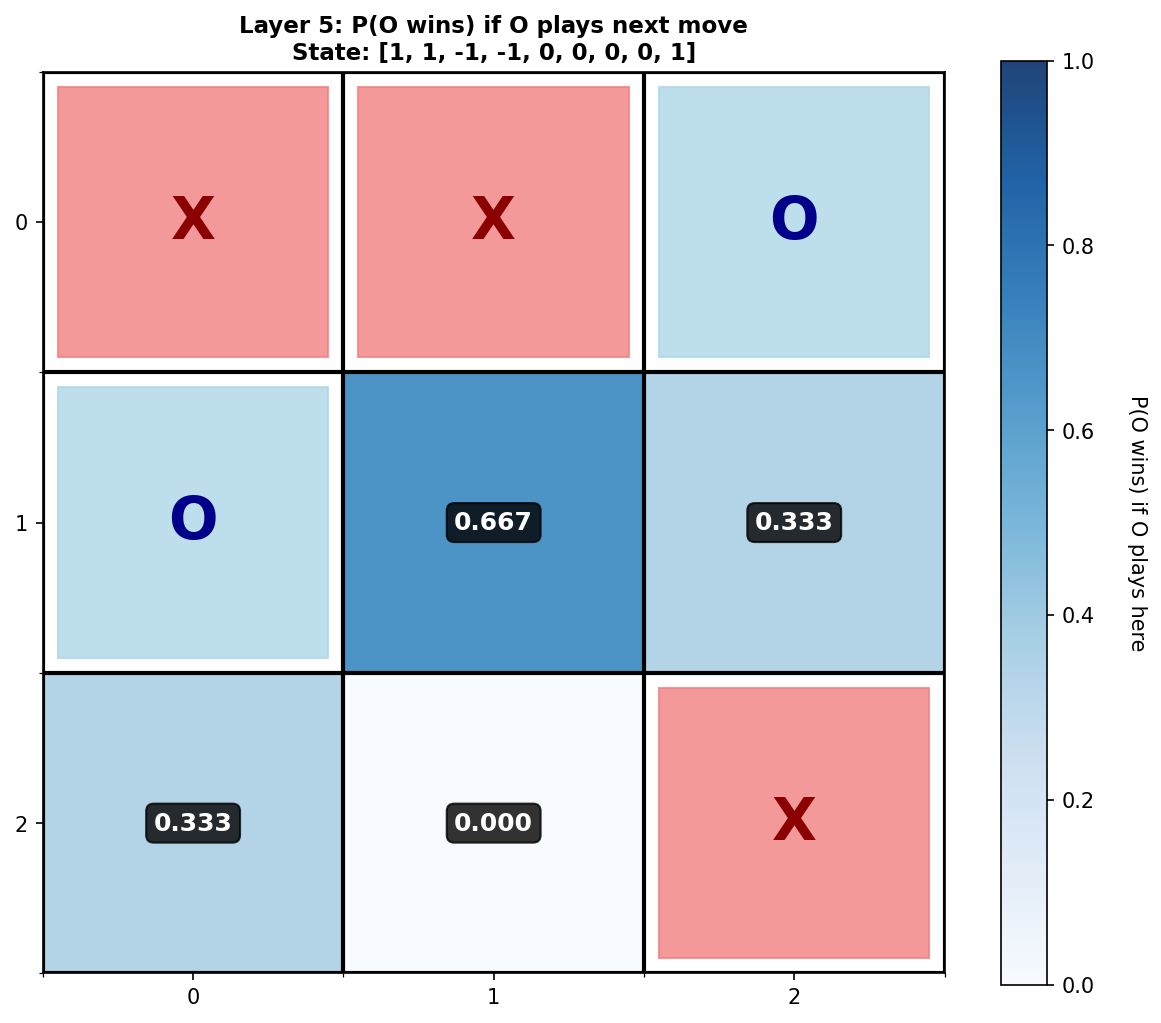 Layer 5: P(O wins) if O plays next move
State: [1, 1, -1, -1, 0, 0, 0, 0, 1]
0
X
X
O
1
O
0.667
0.333
2
0.333
0.000
X
0
1
2
1.0
0.8
0.6
0.4
0.2
0.0
P(O wins) if O plays here